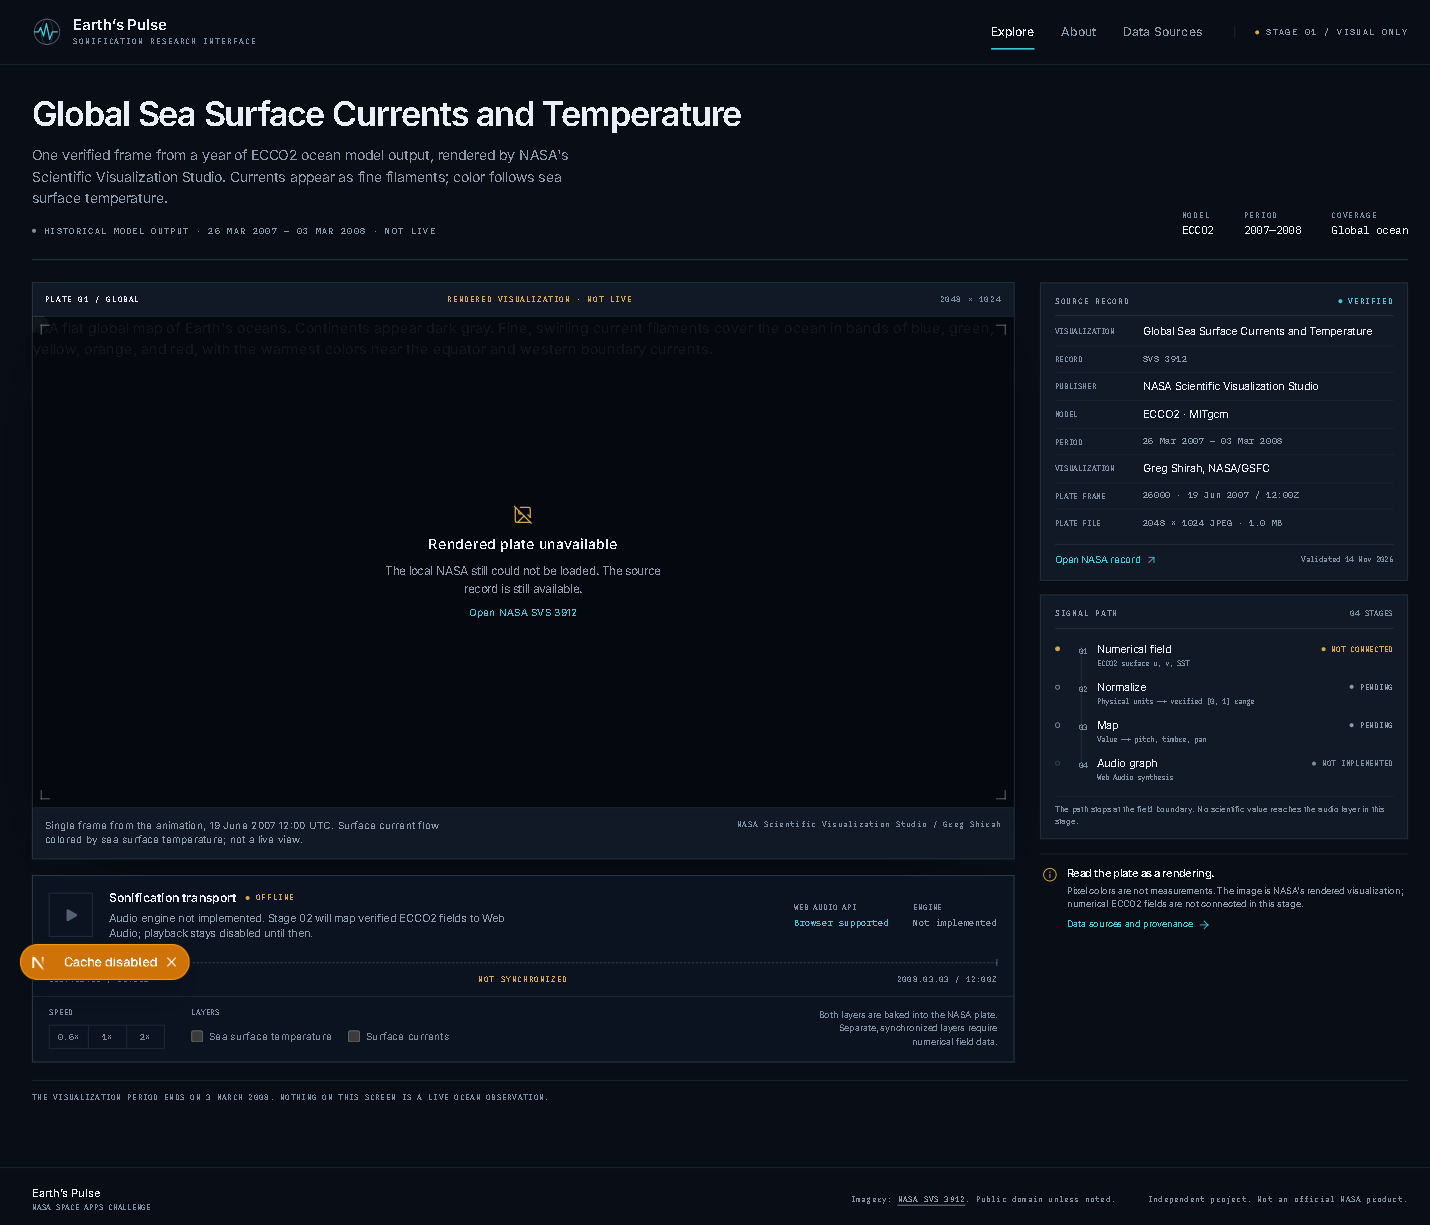 Earth's Pulse
SONIFICATION RESEARCH INTERFACE
Explore
About
Data Sources
STAGE 01 / VISUAL ONLY
Global Sea Surface Currents and Temperature
One verified frame from a year of ECCO2 ocean model output, rendered by NASA's
Scientific Visualization Studio. Currents appear as fine filaments; color follows sea
surface temperature.
HISTORICAL MODEL OUTPUT · 26 MAR 2007 — 03 MAR 2008 · NOT LIVE
MODEL
ECCO2
PERIOD
2007—2008
COVERAGE
Global ocean
PLATE 01 / GLOBAL
RENDERED VISUALIZATION · NOT LIVE
2048 × 1024
A flat global map of Earth's oceans. Continents appear dark gray. Fine, swirling current filaments cover the ocean in bands of blue, green,
yellow, orange, and red, with the warmest colors near the equator and western boundary currents.
Rendered plate unavailable
The local NASA still could not be loaded. The source
record is still available.
Open NASA SVS 3912
Single frame from the animation, 19 June 2007 12:00 UTC. Surface current flow
colored by sea surface temperature; not a live view.
NASA Scientific Visualization Studio / Greg Shirah
SOURCE RECORD
VERIFIED
VISUALIZATION
Global Sea Surface Currents and Temperature
RECORD
SVS 3912
PUBLISHER
NASA Scientific Visualization Studio
MODEL
ECCO2 · MITgcm
PERIOD
26 Mar 2007 — 03 Mar 2008
VISUALIZATION
Greg Shirah, NASA/GSFC
PLATE FRAME
26000 · 19 Jun 2007 / 12:00Z
PLATE FILE
2048 × 1024 JPEG · 1.0 MB
Open NASA record ↗
Validated 14 Nov 2026
SIGNAL PATH
04 STAGES
01
Numerical field
NOT CONNECTED
ECCO2 surface u, v, SST
02
Normalize
PENDING
Physical units → verified [0, 1] range
03
Map
PENDING
Value → pitch, timbre, pan
04
Audio graph
NOT IMPLEMENTED
Web Audio synthesis
The path stops at the field boundary. No scientific value reaches the audio layer in this
stage.
Read the plate as a rendering.
Pixel colors are not measurements. The image is NASA's rendered visualization;
numerical ECCO2 fields are not connected in this stage.
Data sources and provenance →
Sonification transport
OFFLINE
Audio engine not implemented. Stage 02 will map verified ECCO2 fields to Web
Audio; playback stays disabled until then.
WEB AUDIO API
Browser supported
ENGINE
Not implemented
N
Cache disabled
NOT SYNCHRONIZED
2008.03.03 / 12:00Z
SPEED
0.6×
1×
2×
LAYERS
Sea surface temperature
Surface currents
Both layers are baked into the NASA plate.
Separate, synchronized layers require
numerical field data.
THE VISUALIZATION PERIOD ENDS ON 3 MARCH 2008. NOTHING ON THIS SCREEN IS A LIVE OCEAN OBSERVATION.
Earth's Pulse
NASA SPACE APPS CHALLENGE
Imagery: NASA SVS 3912. Public domain unless noted.
Independent project. Not an official NASA product.